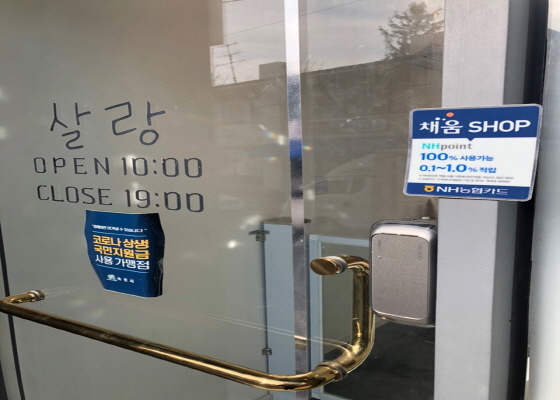 살랑
OPEN 10:00
CLOSE 19:00
코로나 상생
국민지원금
사용 가맹점
채움 SHOP
NHpoint
100% 사용가능
0.1~1.0% 적립
NH농협카드